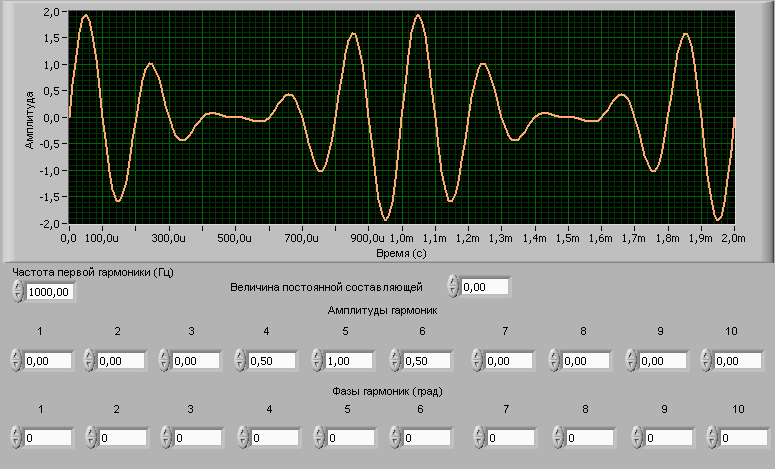 2,0
1,5
1,0
0,5
0,0
-0,5
-1,0
-1,5
-2,0
Амплитуда
0,0 100,0u 300,0u 500,0u 700,0u 900,0u 1,0m 1,1m 1,2m 1,3m 1,4m 1,5m 1,6m 1,7m 1,8m 1,9m 2,0m
Время (с)
Частота первой гармоники (Гц)
1000,00
Величина постоянной составляющей 0,00
Амплитуды гармоник
1 2 3 4 5 6 7 8 9 10
0,00 0,00 0,00 0,50 1,00 0,50 0,00 0,00 0,00 0,00
Фазы гармоник (град)
1 2 3 4 5 6 7 8 9 10
0 0 0 0 0 0 0 0 0 0